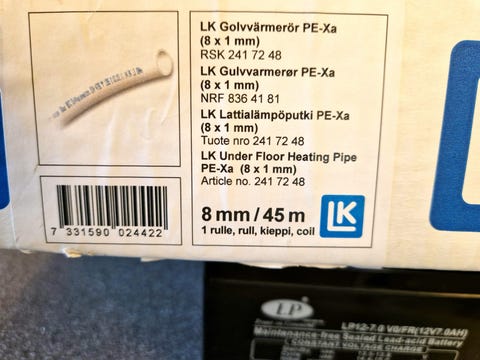 LK Golvvärmerör PE-Xa
(8 x 1 mm)
RSK 241 72 48
LK Gulvvarmerør PE-Xa
(8 x 1 mm)
NRF 836 41 81
LK Lattialämpöputki PE-Xa
(8 x 1 mm)
Tuote nro 241 72 48
LK Under Floor Heating Pipe
PE-Xa (8 x 1 mm)
Article no. 241 72 48
8 mm / 45 m
1 rulle, rull, kieppi, coil
LK
7 331590 024422
LP
LP12-7.0 V0/FR(12V7.0AH)
Maintenance-free Sealed Lead-acid Battery
CONSTANT VOLTAGE CHARGE